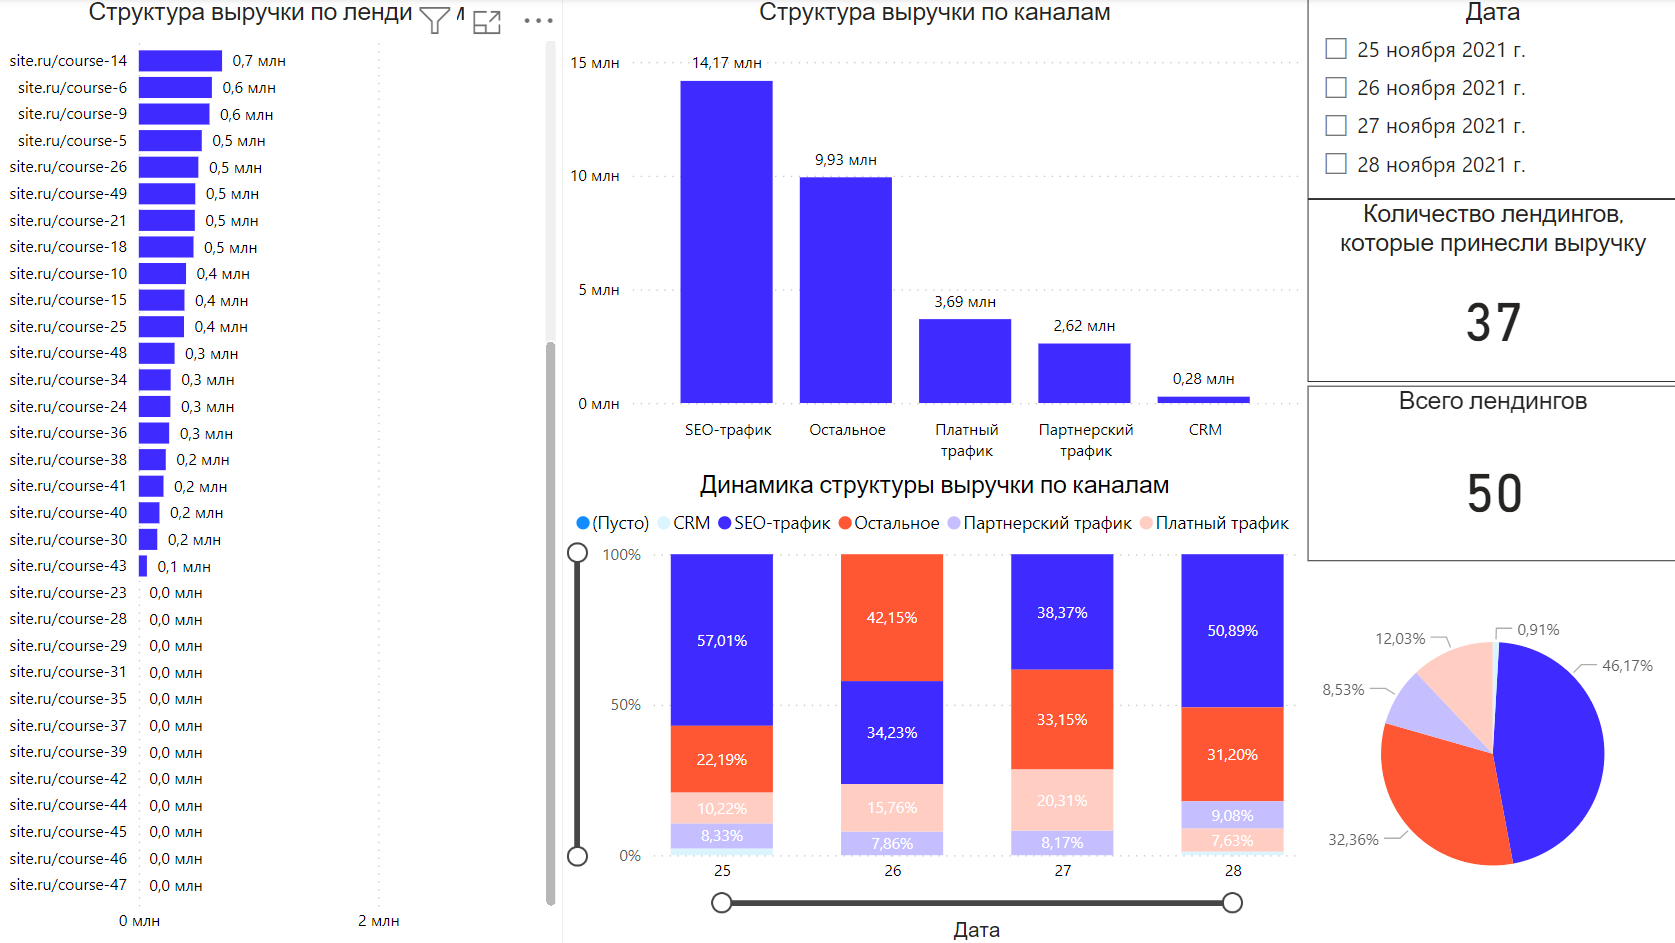 Структура выручки по ленди м
site.ru/course-14 0,7 млн
site.ru/course-6 0,6 млн
site.ru/course-9 0,6 млн
site.ru/course-5 0,5 млн
site.ru/course-26 0,5 млн
site.ru/course-49 0,5 млн
site.ru/course-21 0,5 млн
site.ru/course-18 0,5 млн
site.ru/course-10 0,4 млн
site.ru/course-15 0,4 млн
site.ru/course-25 0,4 млн
site.ru/course-48 0,3 млн
site.ru/course-34 0,3 млн
site.ru/course-24 0,3 млн
site.ru/course-36 0,3 млн
site.ru/course-38 0,2 млн
site.ru/course-41 0,2 млн
site.ru/course-40 0,2 млн
site.ru/course-30 0,2 млн
site.ru/course-43 0,1 млн
site.ru/course-23 0,0 млн
site.ru/course-28 0,0 млн
site.ru/course-29 0,0 млн
site.ru/course-31 0,0 млн
site.ru/course-35 0,0 млн
site.ru/course-37 0,0 млн
site.ru/course-39 0,0 млн
site.ru/course-42 0,0 млн
site.ru/course-44 0,0 млн
site.ru/course-45 0,0 млн
site.ru/course-46 0,0 млн
site.ru/course-47 0,0 млн
0 млн 2 млн
Структура выручки по каналам
15 млн
10 млн
5 млн
0 млн
14,17 млн
9,93 млн
3,69 млн
2,62 млн
0,28 млн
SEO-трафик
Остальное
Платный
трафик
Партнерский
трафик
CRM
Динамика структуры выручки по каналам
(Пусто) CRM SEO-трафик Остальное Партнерский трафик Платный трафик
100%
50%
0%
57,01%
22,19%
10,22%
8,33%
42,15%
34,23%
15,76%
7,86%
38,37%
33,15%
20,31%
8,17%
50,89%
31,20%
9,08%
7,63%
25 26 27 28
Дата
Дата
25 ноября 2021 г.
26 ноября 2021 г.
27 ноября 2021 г.
28 ноября 2021 г.
Количество лендингов,
которые принесли выручку
37
Всего лендингов
50
0,91%
12,03%
46,17%
8,53%
32,36%